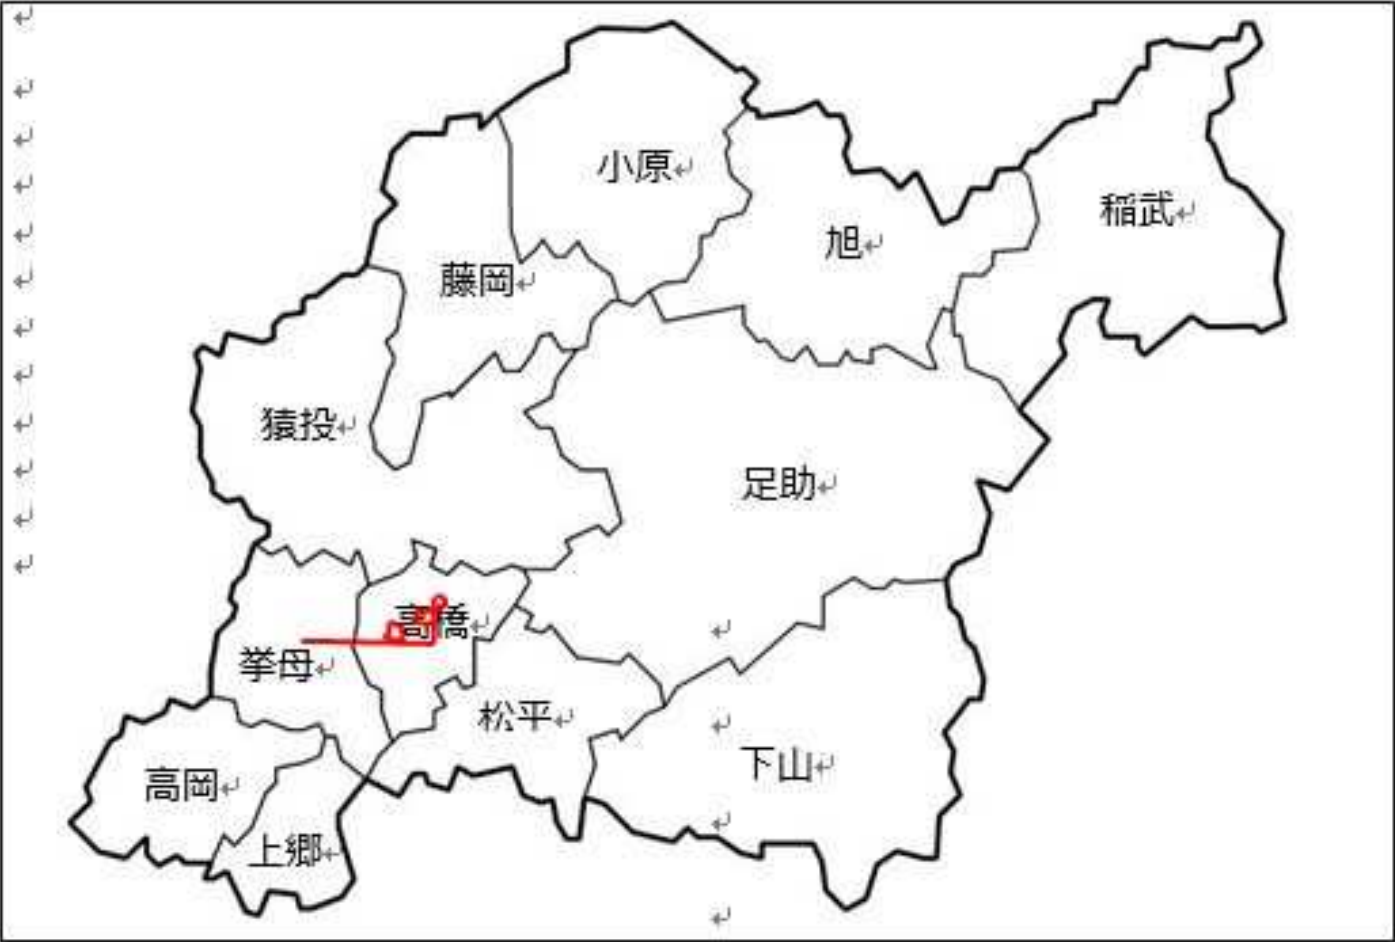 小原
稲武
旭
藤岡
猿投
足助
高橋
挙母
松平
下山
高岡
上郷